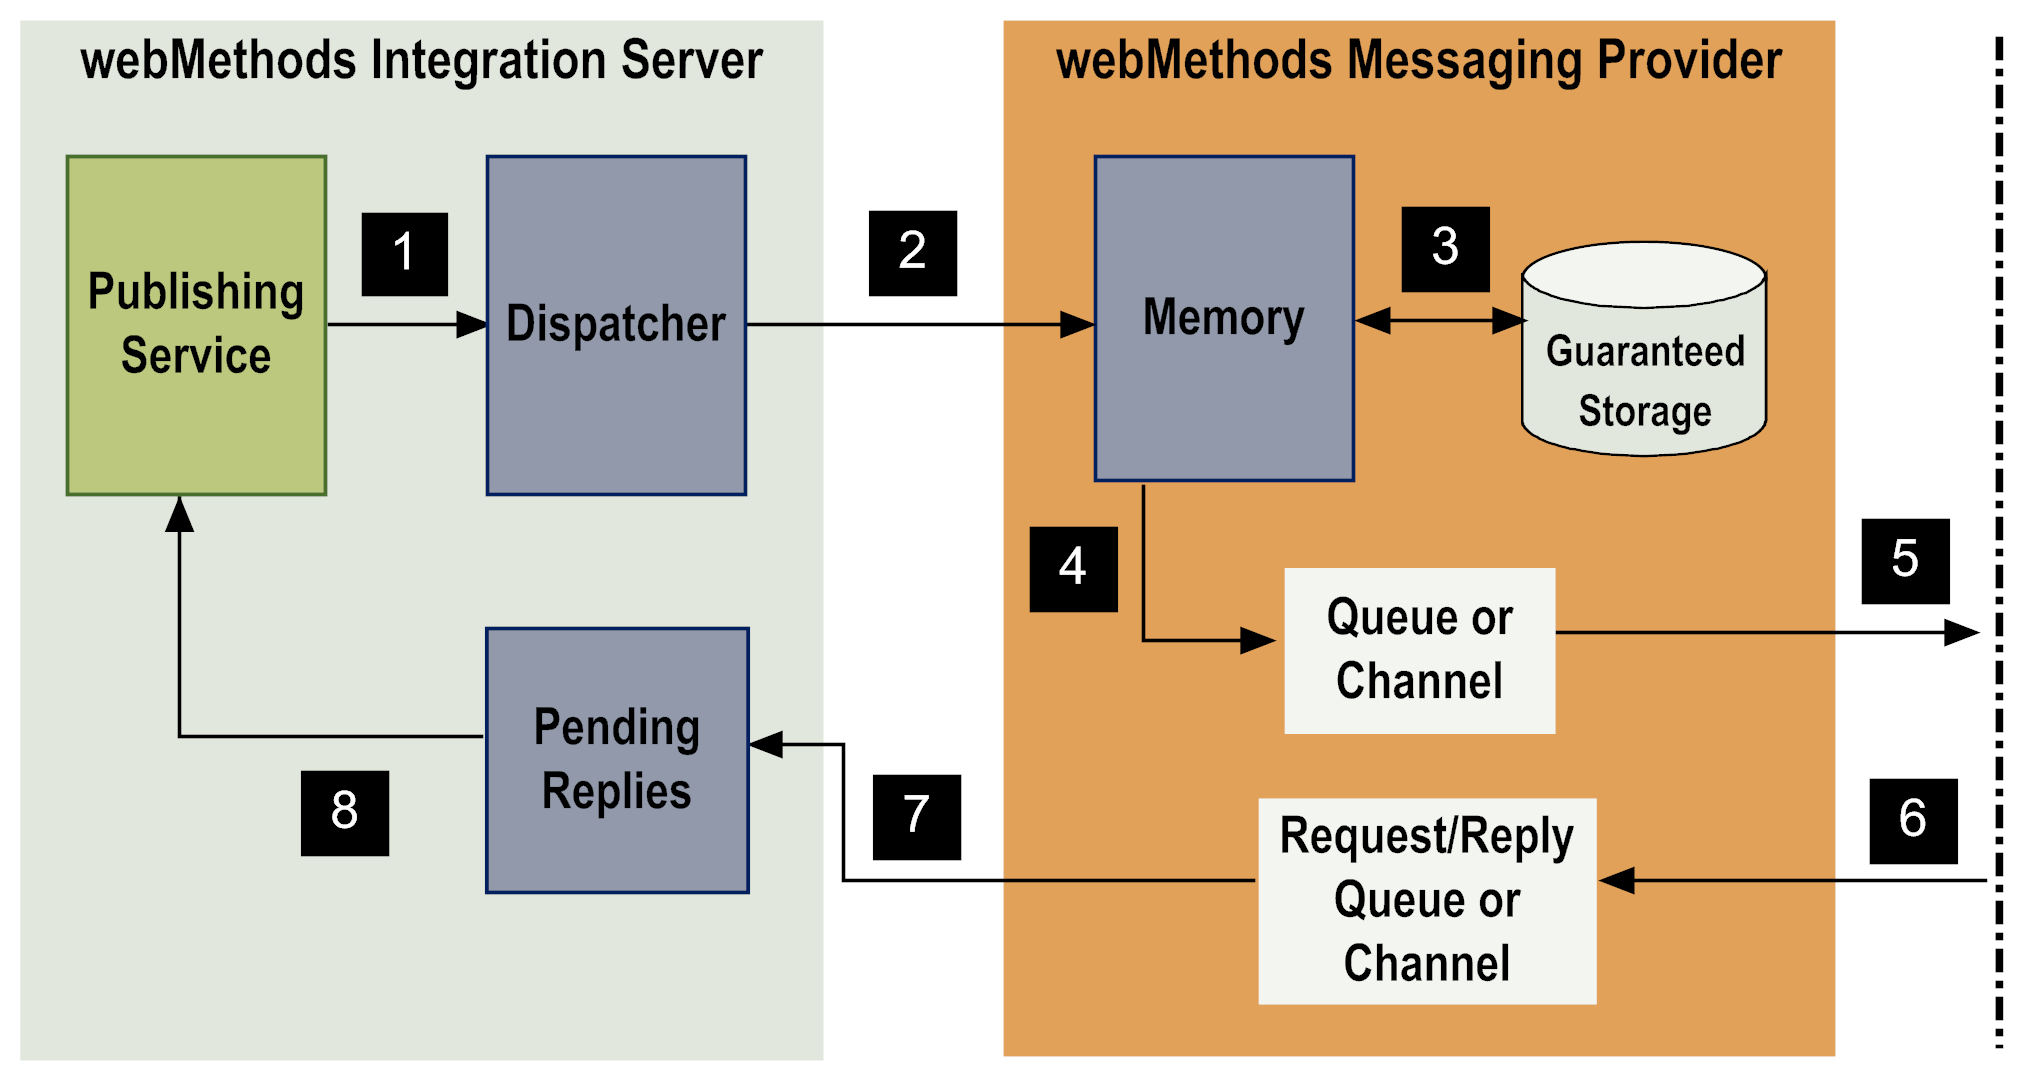 webMethods Integration Server
webMethods Messaging Provider
1
2
3
Publishing
Service
Dispatcher
Memory
Guaranteed
Storage
4
5
Queue or
Channel
Pending
Replies
8
7
6
Request/Reply
Queue or
Channel